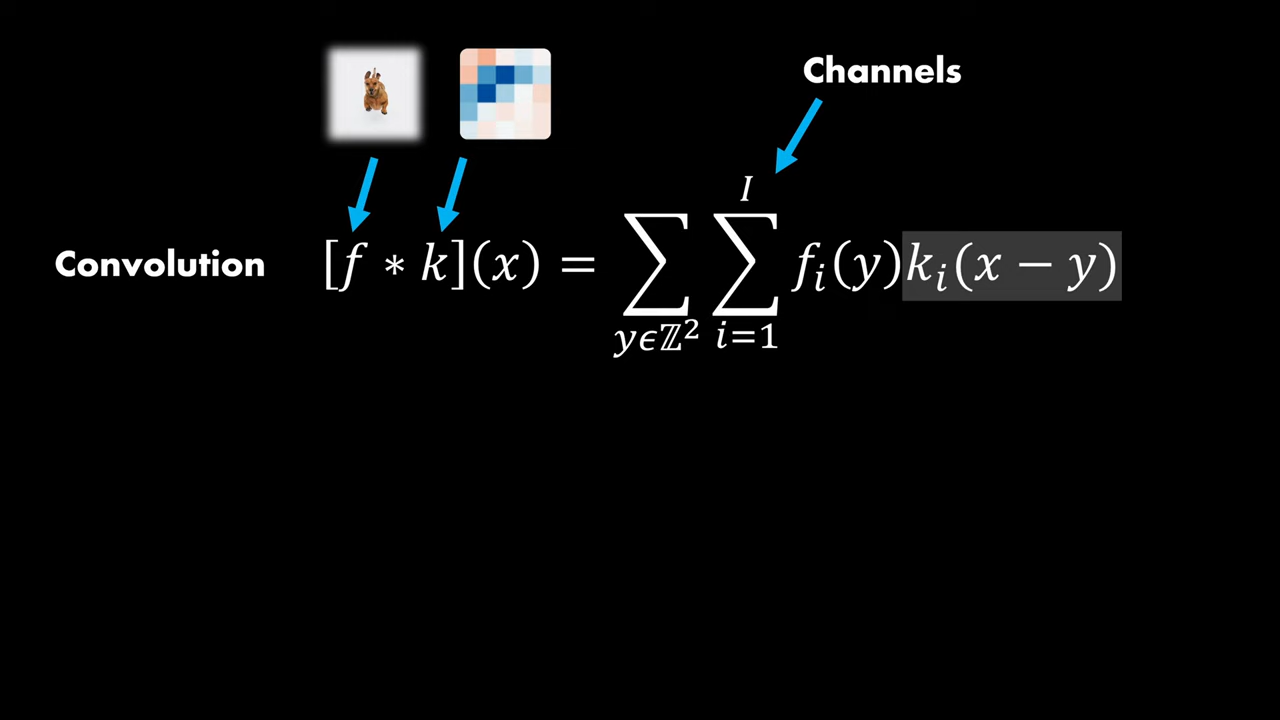 Channels
Convolution [f ∗ k](x) = ∑_{y∈ℤ²} ∑_{i=1}^{I} f_i(y)k_i(x − y)